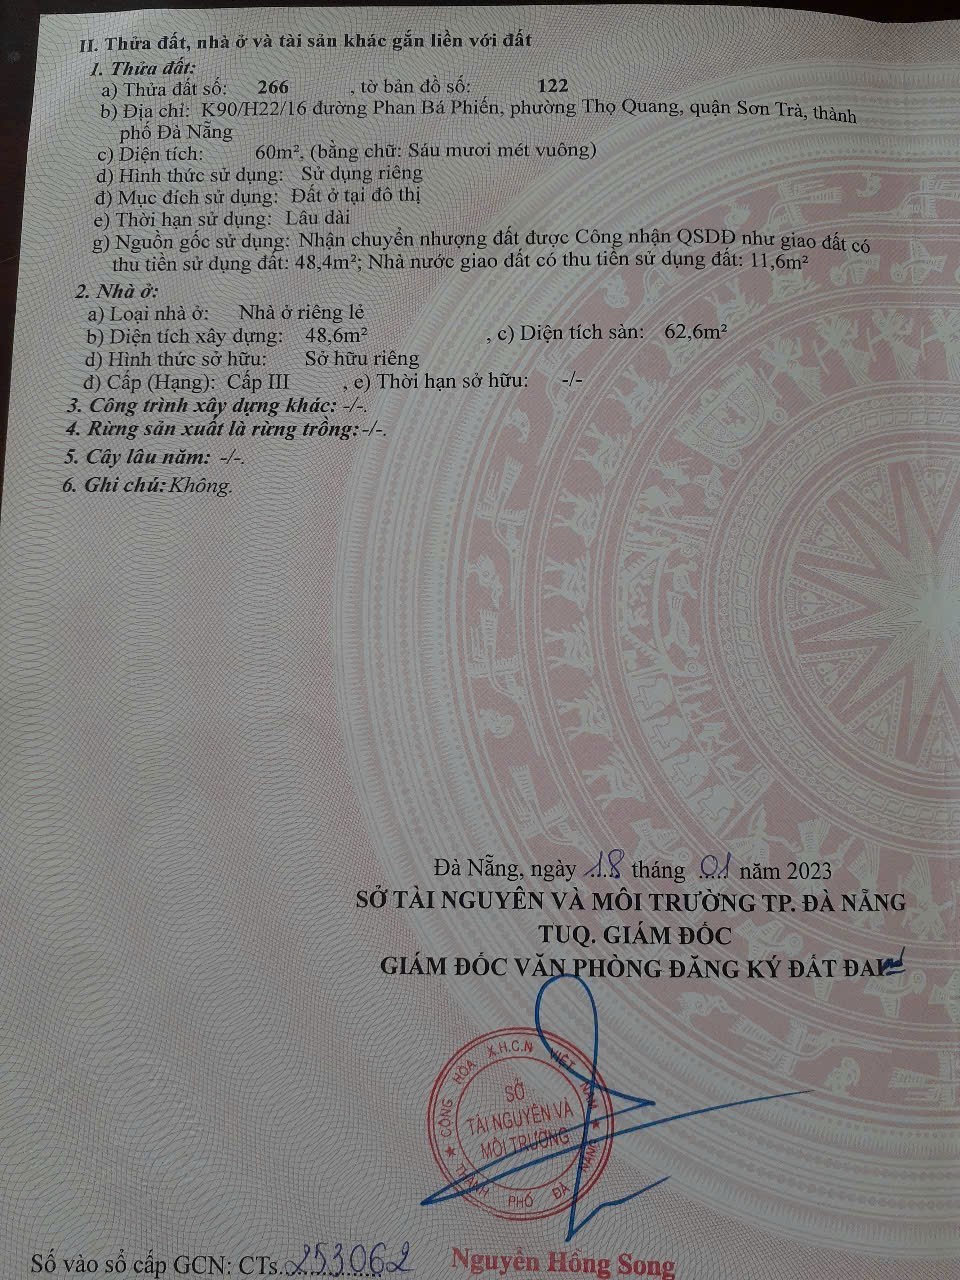 II. Thửa đất, nhà ở và tài sản khác gắn liền với đất
1. Thửa đất:
a) Thửa đất số: 266 , tờ bản đồ số: 122
b) Địa chỉ: K90/H22/16 đường Phan Bá Phiến, phường Thọ Quang, quận Sơn Trà, thành
phố Đà Nẵng
c) Diện tích: 60m², (bằng chữ: Sáu mươi mét vuông)
d) Hình thức sử dụng: Sử dụng riêng
đ) Mục đích sử dụng: Đất ở tại đô thị
e) Thời hạn sử dụng: Lâu dài
g) Nguồn gốc sử dụng: Nhận chuyển nhượng đất được Công nhận QSDĐ như giao đất có
thu tiền sử dụng đất: 48,4m²; Nhà nước giao đất có thu tiền sử dụng đất: 11,6m²
2. Nhà ở:
a) Loại nhà ở: Nhà ở riêng lẻ
b) Diện tích xây dựng: 48,6m² , c) Diện tích sàn: 62,6m²
d) Hình thức sở hữu: Sở hữu riêng
đ) Cấp (Hạng): Cấp III , e) Thời hạn sở hữu: -/-
3. Công trình xây dựng khác: -/-.
4. Rừng sản xuất là rừng trồng: -/-.
5. Cây lâu năm: -/-.
6. Ghi chú: Không.
Đà Nẵng, ngày 18 tháng 01 năm 2023
SỞ TÀI NGUYÊN VÀ MÔI TRƯỜNG TP. ĐÀ NẴNG
TUQ. GIÁM ĐỐC
GIÁM ĐỐC VĂN PHÒNG ĐĂNG KÝ ĐẤT ĐAI
CỘNG HÒA X.H.C.N VIỆT NAM
SỞ
TÀI NGUYÊN VÀ
MÔI TRƯỜNG
THÀNH PHỐ ĐÀ NẴNG
Nguyễn Hồng Song
Số vào sổ cấp GCN: CTs 253062